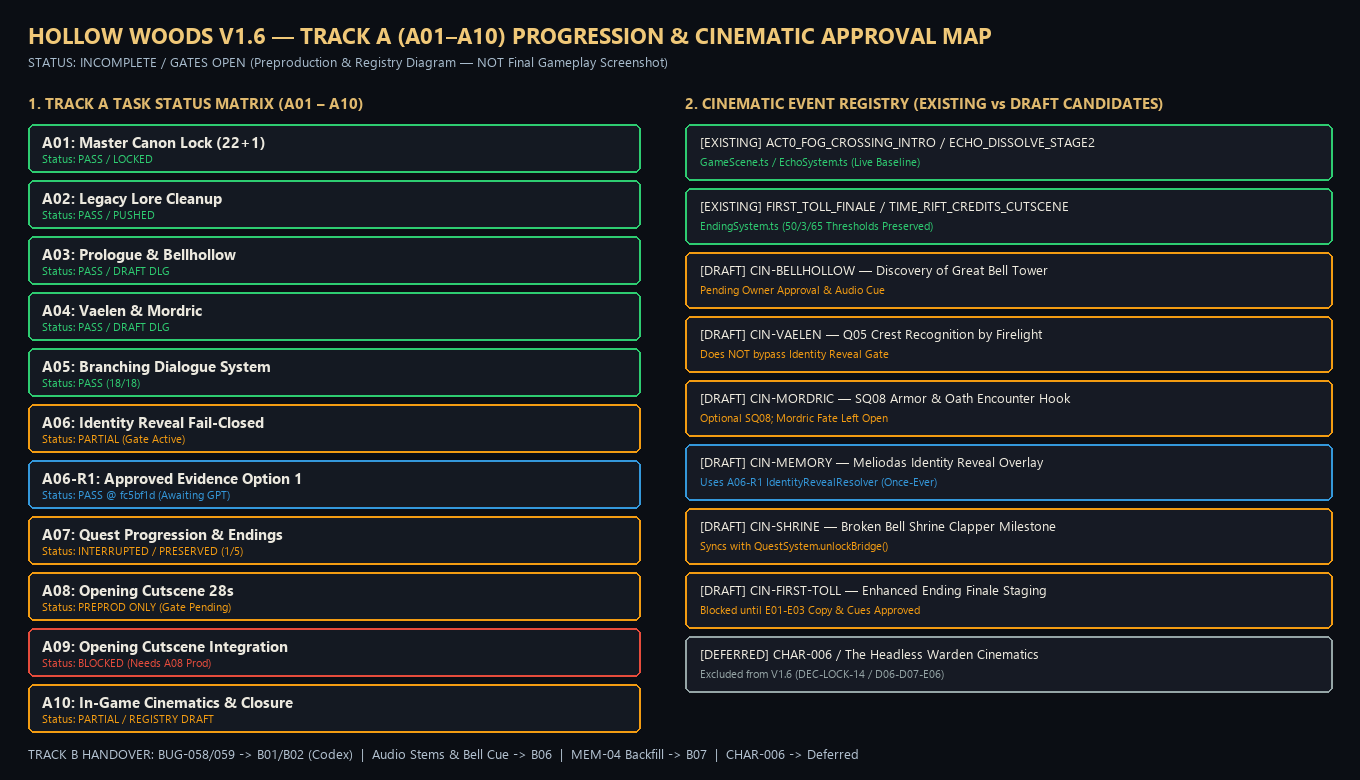 HOLLOW WOODS V1.6 — TRACK A (A01–A10) PROGRESSION & CINEMATIC APPROVAL MAP
STATUS: INCOMPLETE / GATES OPEN (Preproduction & Registry Diagram — NOT Final Gameplay Screenshot)
1. TRACK A TASK STATUS MATRIX (A01 – A10)
A01: Master Canon Lock (22+1)
Status: PASS / LOCKED
A02: Legacy Lore Cleanup
Status: PASS / PUSHED
A03: Prologue & Bellhollow
Status: PASS / DRAFT DLG
A04: Vaelen & Mordric
Status: PASS / DRAFT DLG
A05: Branching Dialogue System
Status: PASS (18/18)
A06: Identity Reveal Fail-Closed
Status: PARTIAL (Gate Active)
A06-R1: Approved Evidence Option 1
Status: PASS @ fc5bf1d (Awaiting GPT)
A07: Quest Progression & Endings
Status: INTERRUPTED / PRESERVED (1/5)
A08: Opening Cutscene 28s
Status: PREPROD ONLY (Gate Pending)
A09: Opening Cutscene Integration
Status: BLOCKED (Needs A08 Prod)
A10: In-Game Cinematics & Closure
Status: PARTIAL / REGISTRY DRAFT
2. CINEMATIC EVENT REGISTRY (EXISTING vs DRAFT CANDIDATES)
[EXISTING] ACT0_FOG_CROSSING_INTRO / ECHO_DISSOLVE_STAGE2
GameScene.ts / EchoSystem.ts (Live Baseline)
[EXISTING] FIRST_TOLL_FINALE / TIME_RIFT_CREDITS_CUTSCENE
EndingSystem.ts (50/3/65 Thresholds Preserved)
[DRAFT] CIN-BELLHOLLOW — Discovery of Great Bell Tower
Pending Owner Approval & Audio Cue
[DRAFT] CIN-VAELEN — Q05 Crest Recognition by Firelight
Does NOT bypass Identity Reveal Gate
[DRAFT] CIN-MORDRIC — SQ08 Armor & Oath Encounter Hook
Optional SQ08; Mordric Fate Left Open
[DRAFT] CIN-MEMORY — Meliodas Identity Reveal Overlay
Uses A06-R1 IdentityRevealResolver (Once-Ever)
[DRAFT] CIN-SHRINE — Broken Bell Shrine Clapper Milestone
Syncs with QuestSystem.unlockBridge()
[DRAFT] CIN-FIRST-TOLL — Enhanced Ending Finale Staging
Blocked until E01-E03 Copy & Cues Approved
[DEFERRED] CHAR-006 / The Headless Warden Cinematics
Excluded from V1.6 (DEC-LOCK-14 / D06-D07-E06)
TRACK B HANDOVER: BUG-058/059 -> B01/B02 (Codex) | Audio Stems & Bell Cue -> B06 | MEM-04 Backfill -> B07 | CHAR-006 -> Deferred